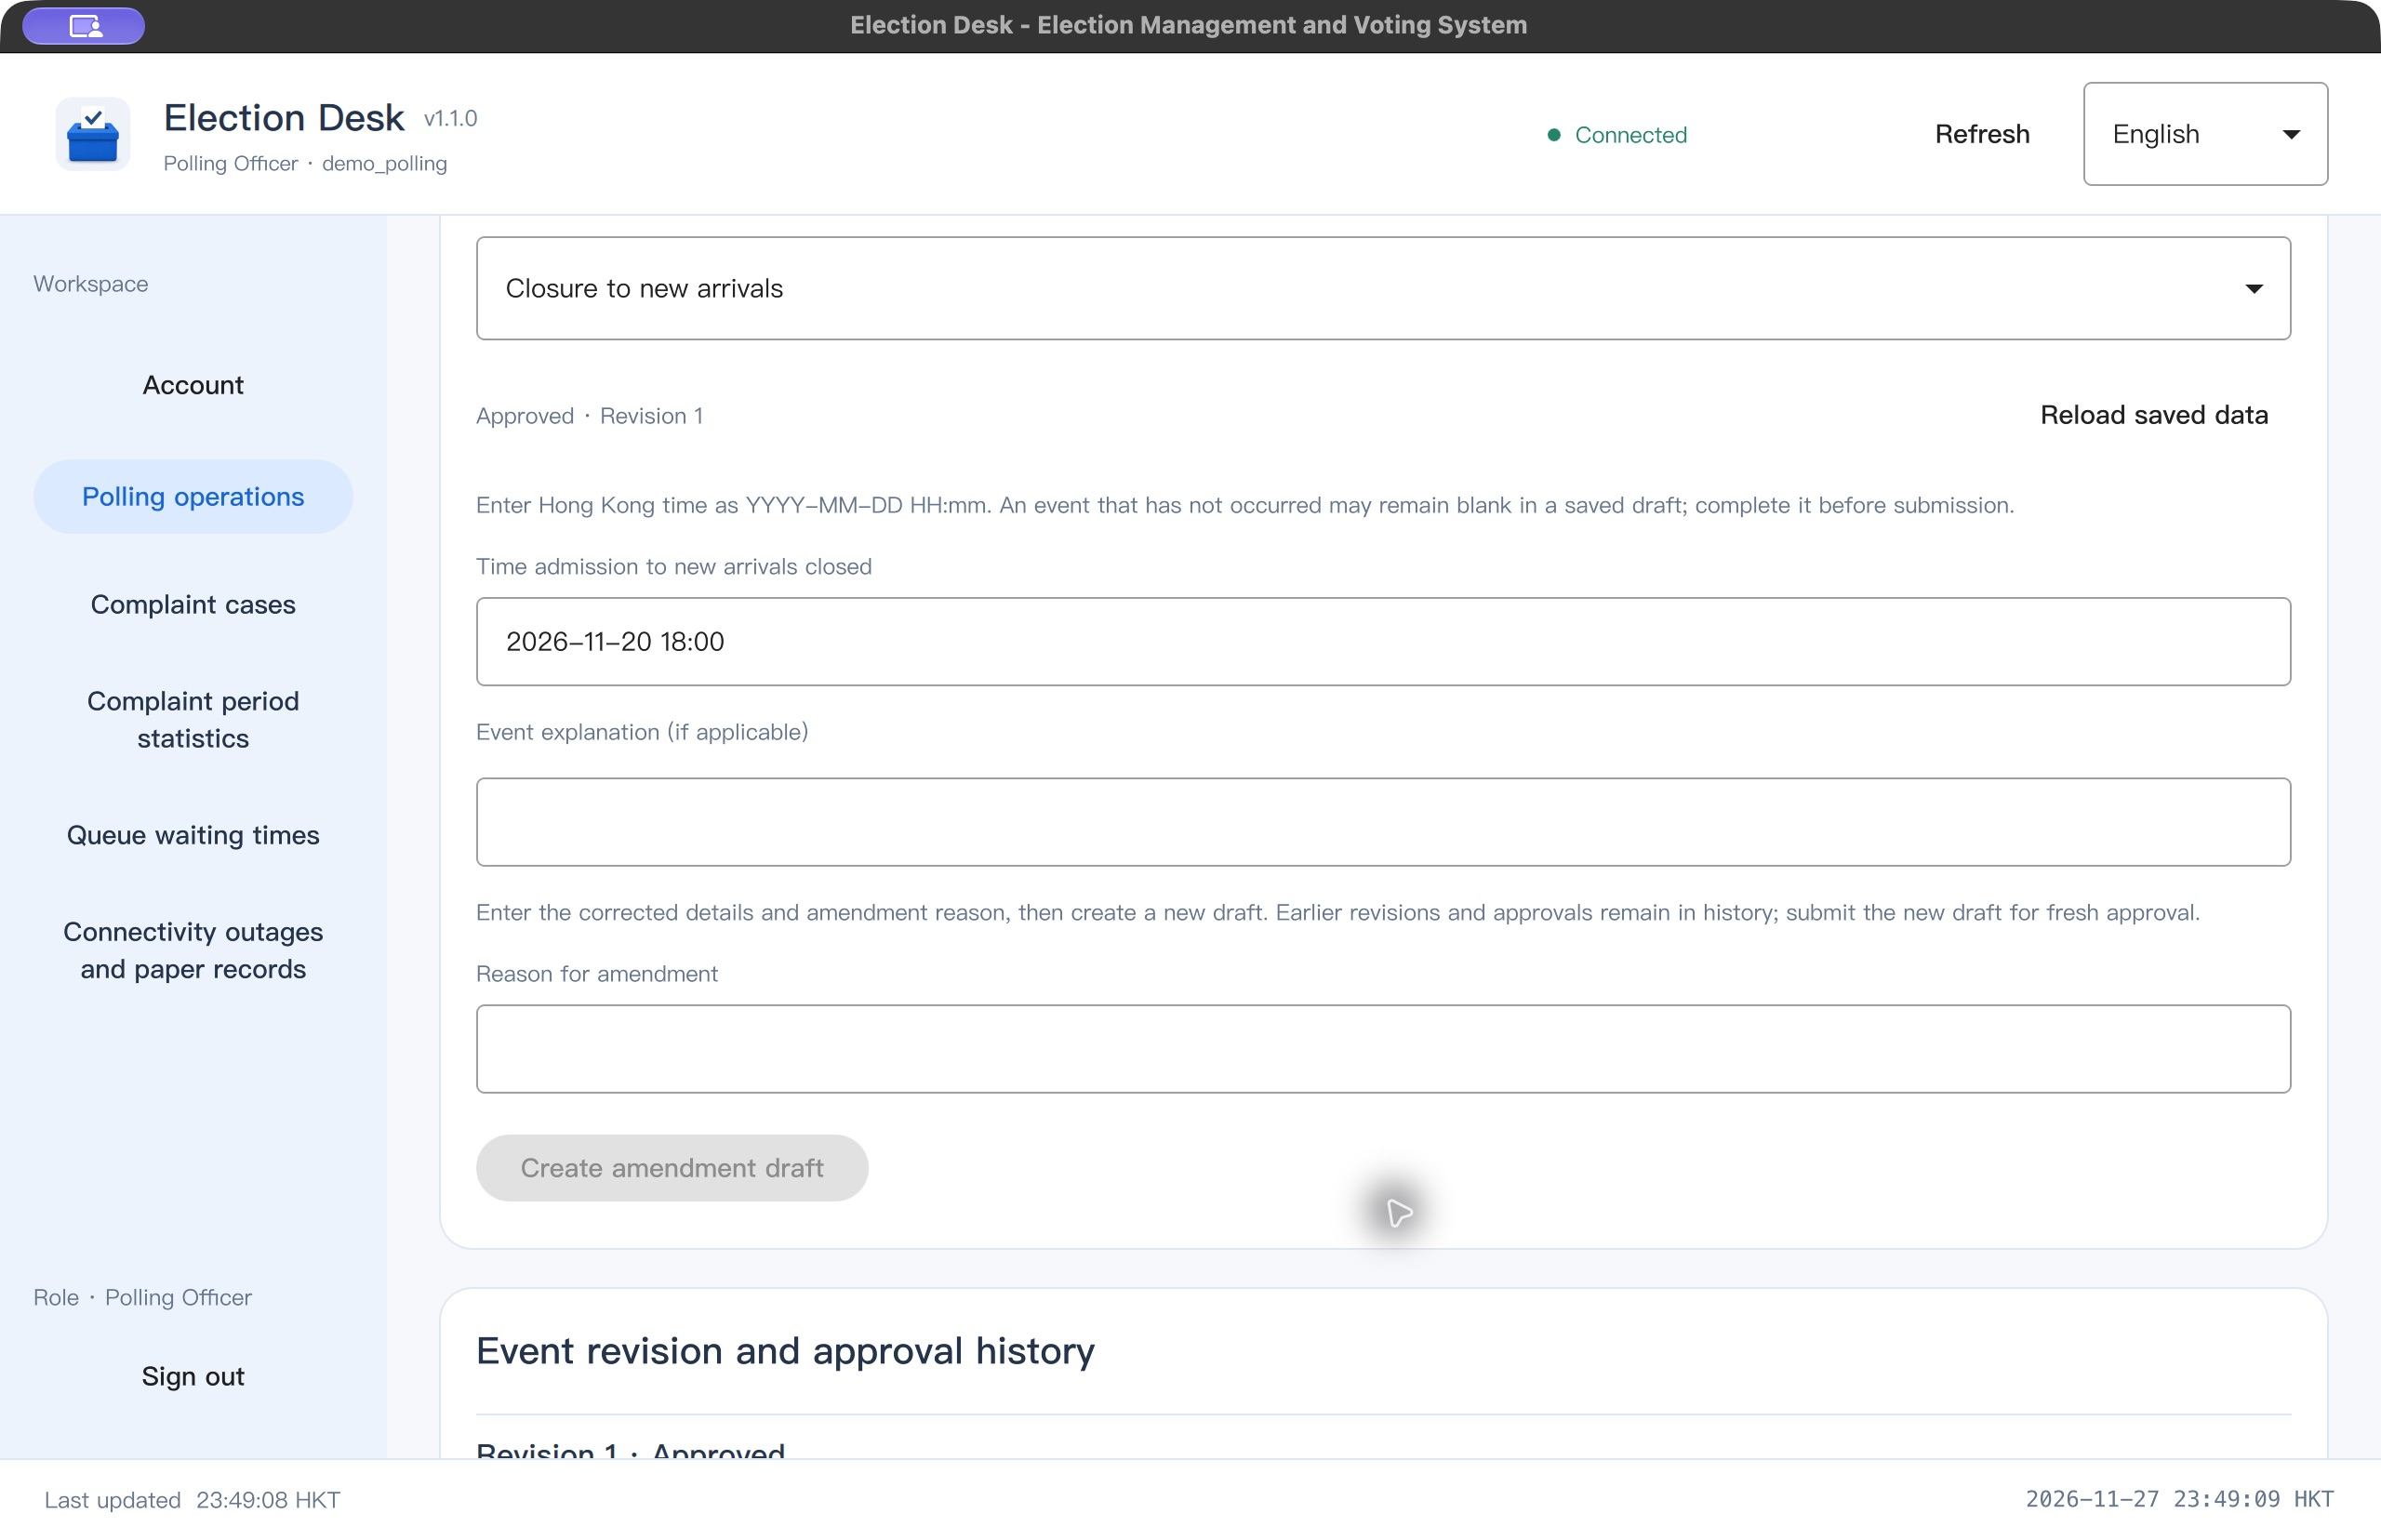 Election Desk - Election Management and Voting System
Election Desk v1.1.0
Polling Officer · demo_polling
Connected
Refresh
English
Workspace
Account
Polling operations
Complaint cases
Complaint period
statistics
Queue waiting times
Connectivity outages
and paper records
Role · Polling Officer
Sign out
Closure to new arrivals
Approved · Revision 1
Reload saved data
Enter Hong Kong time as YYYY-MM-DD HH:mm. An event that has not occurred may remain blank in a saved draft; complete it before submission.
Time admission to new arrivals closed
2026-11-20 18:00
Event explanation (if applicable)
Enter the corrected details and amendment reason, then create a new draft. Earlier revisions and approvals remain in history; submit the new draft for fresh approval.
Reason for amendment
Create amendment draft
Event revision and approval history
Revision 1 · Approved
Last updated 23:49:08 HKT
2026-11-27 23:49:09 HKT